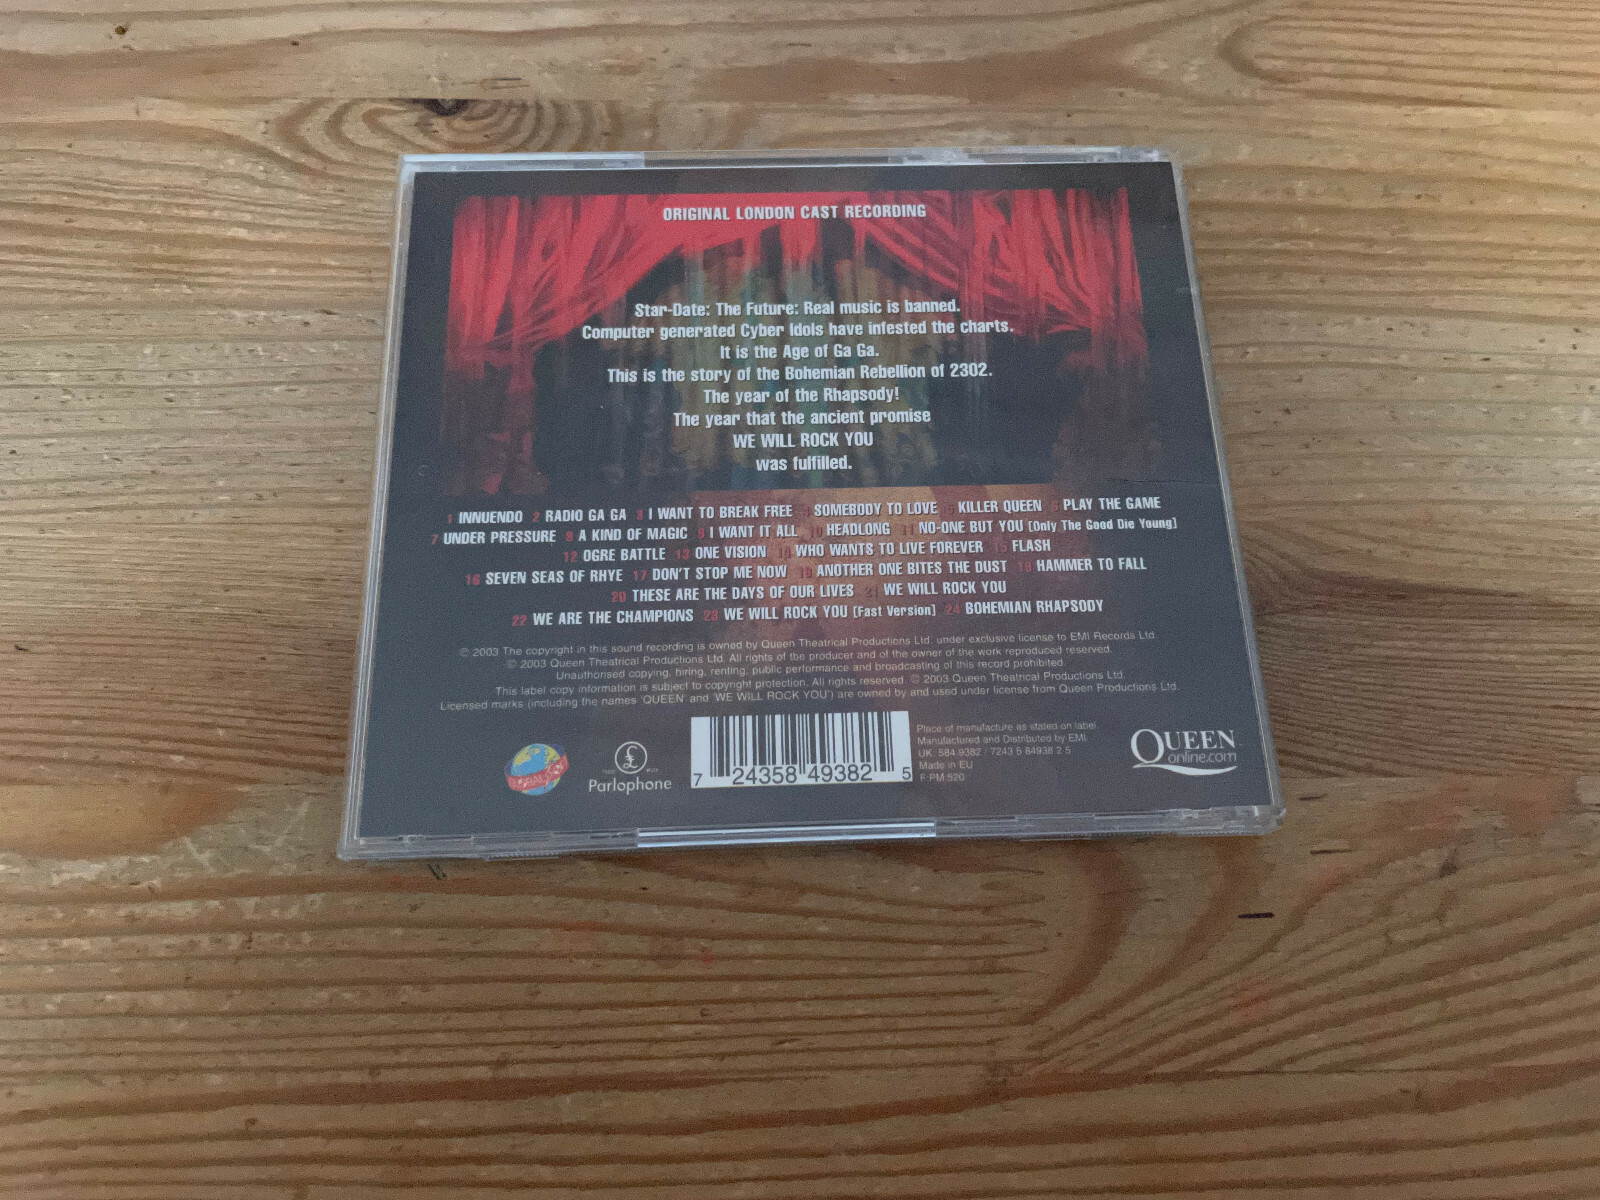 ORIGINAL LONDON CAST RECORDING
Star-Date: The Future: Real music is banned.
Computer generated Cyber Idols have infested the charts.
It is the Age of Ga Ga.
This is the story of the Bohemian Rebellion of 2302.
The year of the Rhapsody!
The year that the ancient promise
WE WILL ROCK YOU
was fulfilled.
1 INNUENDO 2 RADIO GA GA 3 I WANT TO BREAK FREE 4 SOMEBODY TO LOVE 5 KILLER QUEEN 6 PLAY THE GAME
7 UNDER PRESSURE 8 A KIND OF MAGIC 9 I WANT IT ALL 10 HEADLONG 11 NO-ONE BUT YOU [Only The Good Die Young]
12 OGRE BATTLE 13 ONE VISION 14 WHO WANTS TO LIVE FOREVER 15 FLASH
16 SEVEN SEAS OF RHYE 17 DON'T STOP ME NOW 18 ANOTHER ONE BITES THE DUST 19 HAMMER TO FALL
20 THESE ARE THE DAYS OF OUR LIVES 21 WE WILL ROCK YOU
22 WE ARE THE CHAMPIONS 23 WE WILL ROCK YOU [Fast Version] 24 BOHEMIAN RHAPSODY
℗ 2003 The copyright in this sound recording is owned by Queen Theatrical Productions Ltd. under exclusive license to EMI Records Ltd.
© 2003 Queen Theatrical Productions Ltd. All rights of the producer and of the owner of the work reproduced reserved.
Unauthorised copying, hiring, renting, public performance and broadcasting of this record prohibited.
This label copy information is subject to copyright protection. All rights reserved. © 2003 Queen Theatrical Productions Ltd.
Licensed marks (including the names 'QUEEN' and 'WE WILL ROCK YOU') are owned by and used under license from Queen Productions Ltd.
£
Parlophone
7 24358 49382 5
Place of manufacture as stated on label.
Manufactured and Distributed by EMI.
UK: 584 9382 / 7243 5 84938 2 5
Made in EU
F: PM 520
QUEEN
online.com